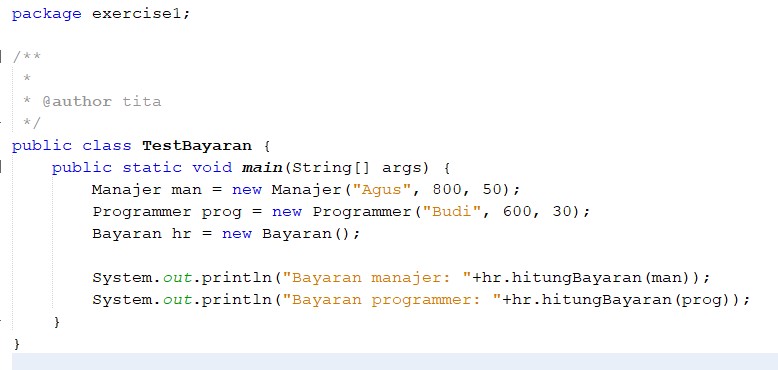 package exercise1;
/**
 *
 * @author tita
 */
public class TestBayaran {
    public static void main(String[] args) {
        Manajer man = new Manajer("Agus", 800, 50);
        Programmer prog = new Programmer("Budi", 600, 30);
        Bayaran hr = new Bayaran();
        System.out.println("Bayaran manajer: "+hr.hitungBayaran(man));
        System.out.println("Bayaran programmer: "+hr.hitungBayaran(prog));
    }
}